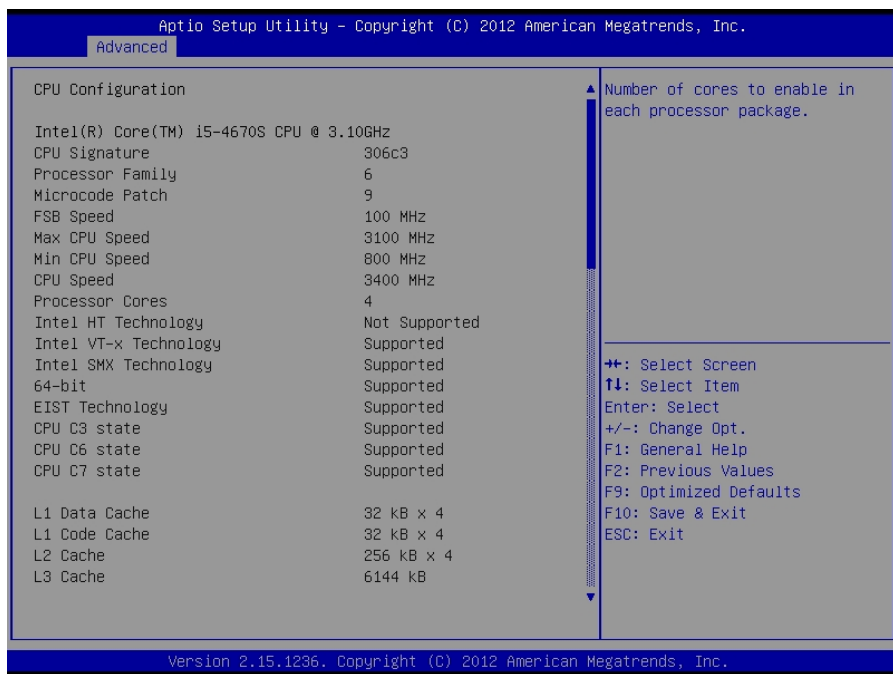 Aptio Setup Utility – Copyright (C) 2012 American Megatrends, Inc.
Advanced
CPU Configuration
Intel(R) Core(TM) i5-4670S CPU @ 3.10GHz
CPU Signature 306c3
Processor Family 6
Microcode Patch 9
FSB Speed 100 MHz
Max CPU Speed 3100 MHz
Min CPU Speed 800 MHz
CPU Speed 3400 MHz
Processor Cores 4
Intel HT Technology Not Supported
Intel VT-x Technology Supported
Intel SMX Technology Supported
64-bit Supported
EIST Technology Supported
CPU C3 state Supported
CPU C6 state Supported
CPU C7 state Supported
L1 Data Cache 32 kB x 4
L1 Code Cache 32 kB x 4
L2 Cache 256 kB x 4
L3 Cache 6144 kB
Number of cores to enable in
each processor package.
→←: Select Screen
↑↓: Select Item
Enter: Select
+/-: Change Opt.
F1: General Help
F2: Previous Values
F9: Optimized Defaults
F10: Save & Exit
ESC: Exit
Version 2.15.1236. Copyright (C) 2012 American Megatrends, Inc.